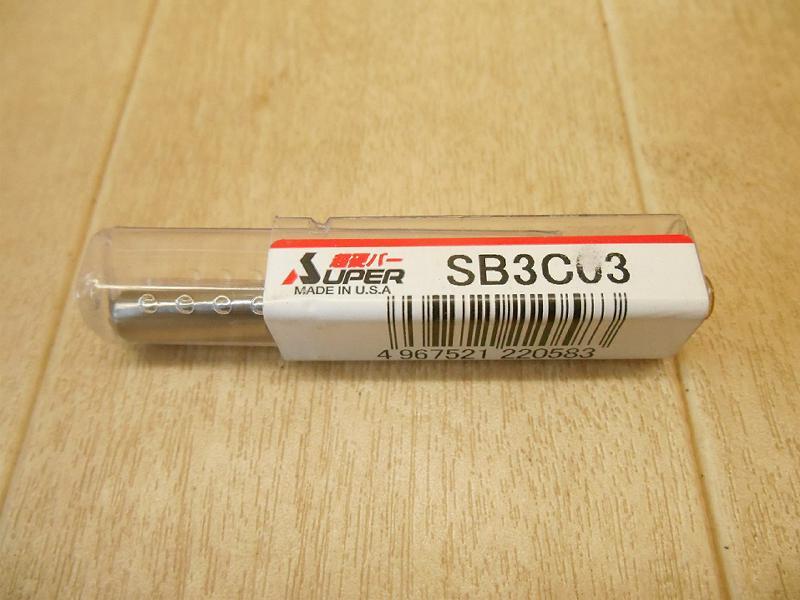 超硬バー
SUPER
MADE IN U.S.A
SB3C03
4 967521 220583